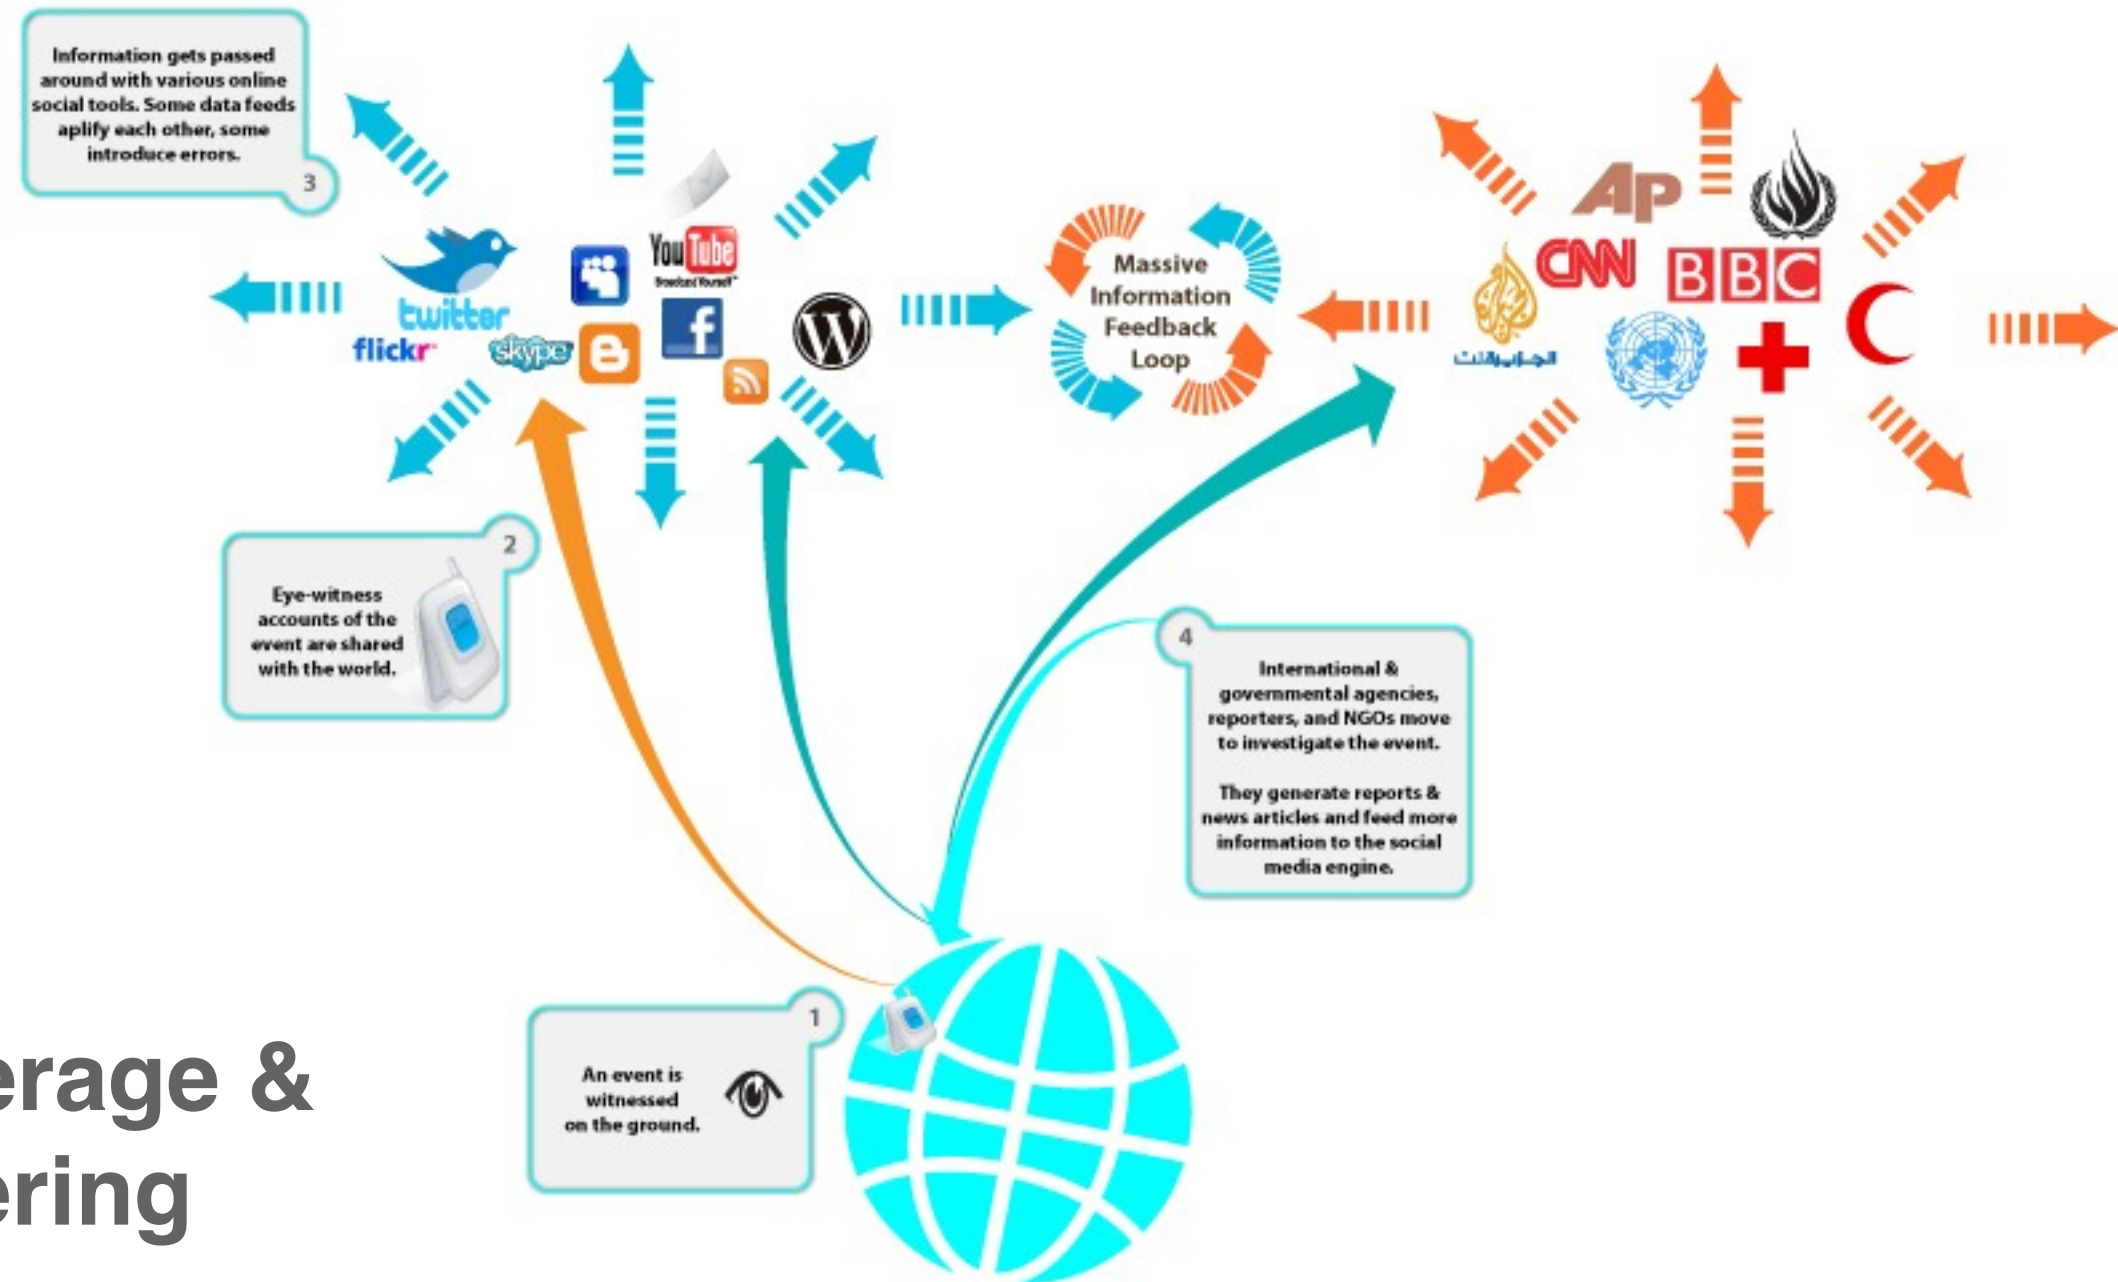 Information gets passed
around with various online
social tools. Some data feeds
aplify each other, some
introduce errors.
3
twitter
flickr
skype
YouTube
Broadcast Yourself™
f
W
Massive
Information
Feedback
Loop
AP
CNN
BBC
الجزيرة نت
2
Eye-witness
accounts of the
event are shared
with the world.
4
International &
governmental agencies,
reporters, and NGOs move
to investigate the event.
They generate reports &
news articles and feed more
information to the social
media engine.
1
An event is
witnessed
on the ground.
erage &
ering